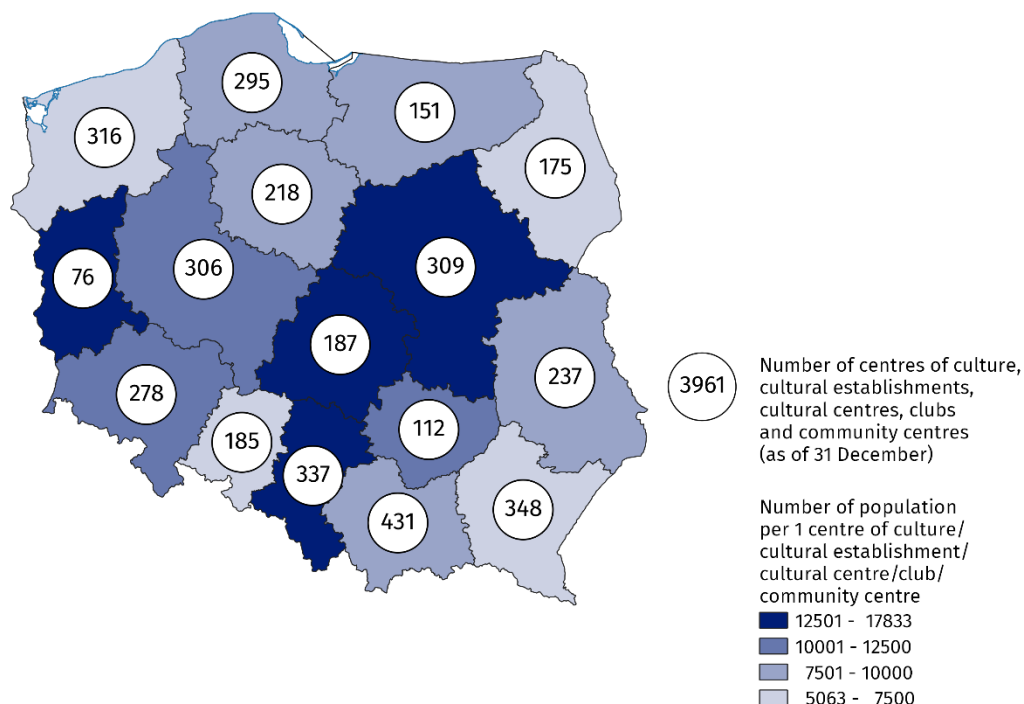 295
151
316
175
218
309
306
76
187
237
278
112
185
337
348
431
3961
Number of centres of culture,
cultural establishments,
cultural centres, clubs
and community centres
(as of 31 December)
Number of population
per 1 centre of culture/
cultural establishment/
cultural centre/club/
community centre
12501 - 17833
10001 - 12500
7501 - 10000
5063 - 7500